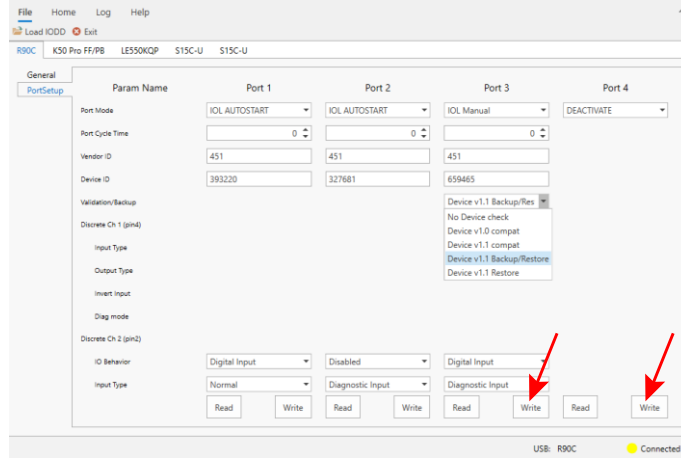 File Home Log Help
Load IODD Exit
R90C K50 Pro FF/PB LE550KQP S15C-U S15C-U
General
PortSetup
Param Name Port 1 Port 2 Port 3 Port 4
Port Mode IOL AUTOSTART IOL AUTOSTART IOL Manual DEACTIVATE
Port Cycle Time 0 0 0
Vendor ID 451 451 451
Device ID 393220 327681 659465
Validation/Backup Device v1.1 Backup/Res
No Device check
Device v1.0 compat
Device v1.1 compat
Device v1.1 Backup/Restore
Device v1.1 Restore
Discrete Ch 1 (pin4)
Input Type
Output Type
Invert Input
Diag mode
Discrete Ch 2 (pin2)
IO Behavior Digital Input Disabled Digital Input
Input Type Normal Diagnostic Input Diagnostic Input
Read Write Read Write Read Write Read Write
USB: R90C Connected